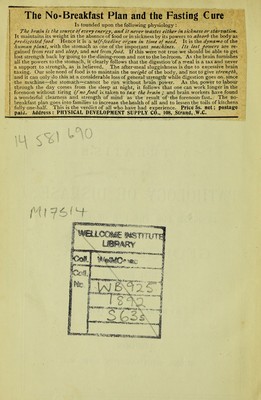 The No-Breakfast Plan and the Fasting Cure
Is founded upon the following physiology:
The brain is the source of every energy, and it never wastes either in sickness or starvation.
It maintains its weight in the absence of food or in sickness by its powers to absorb the body as
predigested food. Hence it is a self-feeding organ in time of need. It is the dynamo of the
human plant, with the stomach as one of the important machines. Its lost powers are re-
gained from rest and sleep, and not from food. If this were not true we should be able to get
lost strength back by going to the dining-room and not to the bedroom. As the brain furnishes
all the powers to the stomach, it clearly follows that the digestion of a meal is a tax and never
a support to strength, as is believed. The after-meal sluggishness is due to excessive brain
taxing. Our sole need of food is to maintain the weight of the body, and not to give strength,
and it can only do this at a considerable loss of general strength while digestion goes on, since
the machine—the stomach—cannot be run without brain power. As the power to labour
through the day comes from the sleep at night, it follows that one can work longer in the
forenoon without tiring if no food is taken to tax the brain; and brain workers have found
a wonderful clearness and strength of mind as the result of the forenoon fast. The no-
breakfast plan goes into families to increase the health of all and to lessen the toils of kitchens
fully one-half. This is the verdict of all who have had experience. Price 5s. net; postage
paid. Address: PHYSICAL DEVELOPMENT SUPPLY CO., 108, Strand, W.C.
14581690
M17514
WELLCOME INSTITUTE
LIBRARY
Coll.
WelMOmec
Coll.
No.
WB925
1892
S63s